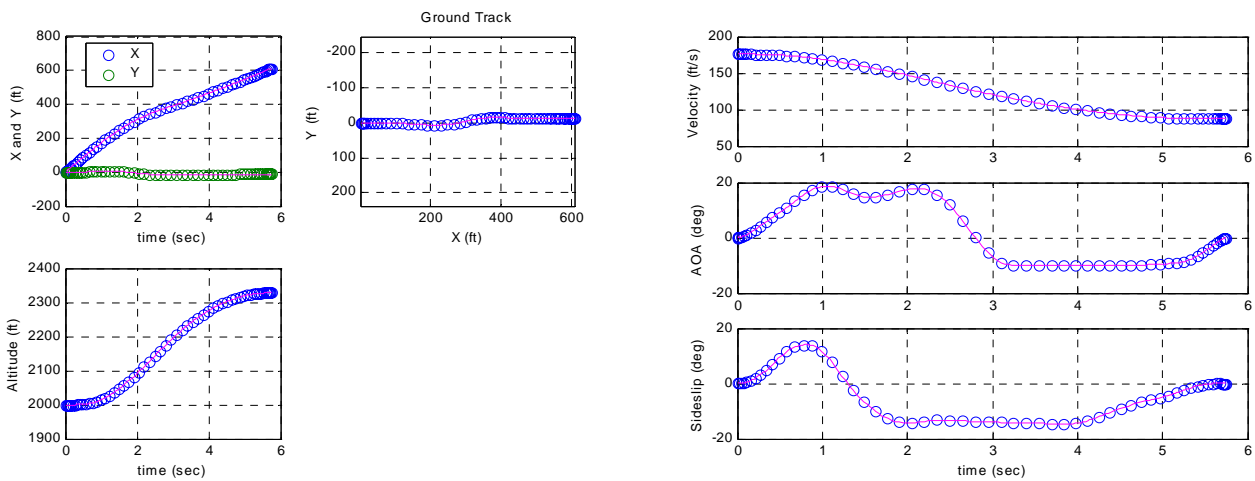 800
600
400
200
0
-200
X and Y (ft)
X
Y
0 2 4 6
time (sec)
Ground Track
-200
-100
0
100
200
Y (ft)
200 400 600
X (ft)
2400
2300
2200
2100
2000
1900
Altitude (ft)
0 2 4 6
time (sec)
200
150
100
50
Velocity (ft/s)
0 1 2 3 4 5 6
20
0
-20
AOA (deg)
0 1 2 3 4 5 6
20
0
-20
Sideslip (deg)
0 1 2 3 4 5 6
time (sec)